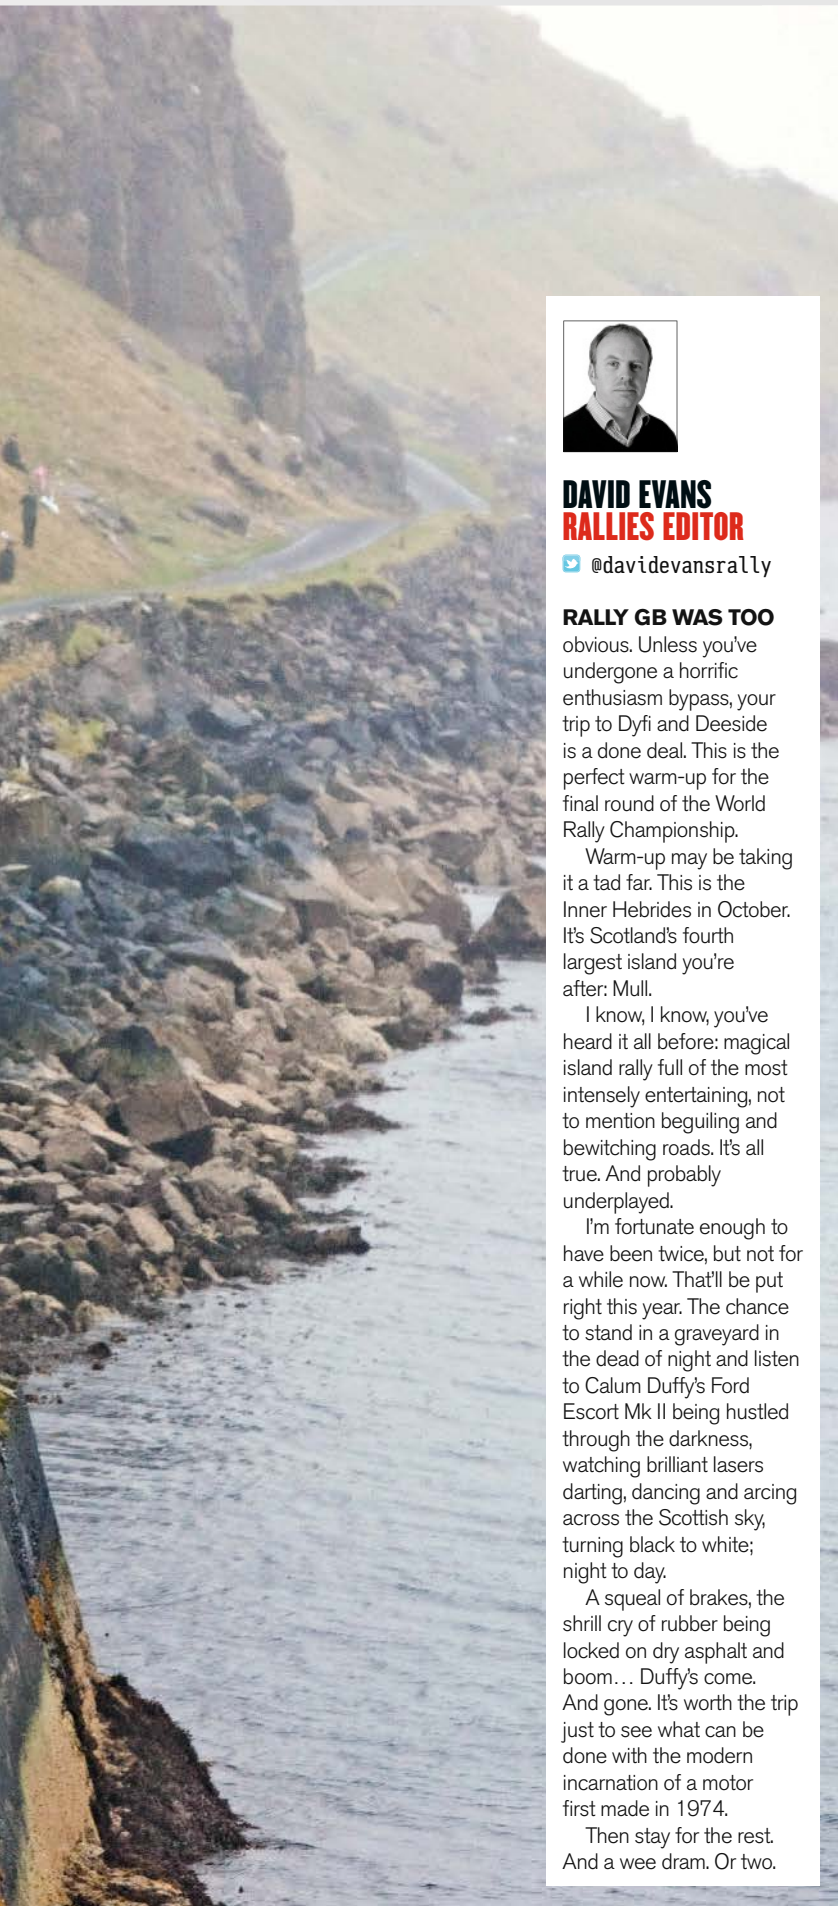 DAVID EVANS
RALLIES EDITOR
@davidevansrally
RALLY GB WAS TOO
obvious. Unless you've
undergone a horrific
enthusiasm bypass, your
trip to Dyfi and Deeside
is a done deal. This is the
perfect warm-up for the
final round of the World
Rally Championship.
Warm-up may be taking
it a tad far. This is the
Inner Hebrides in October.
It's Scotland's fourth
largest island you're
after: Mull.
I know, I know, you've
heard it all before: magical
island rally full of the most
intensely entertaining, not
to mention beguiling and
bewitching roads. It's all
true. And probably
underplayed.
I'm fortunate enough to
have been twice, but not for
a while now. That'll be put
right this year. The chance
to stand in a graveyard in
the dead of night and listen
to Calum Duffy's Ford
Escort Mk II being hustled
through the darkness,
watching brilliant lasers
darting, dancing and arcing
across the Scottish sky,
turning black to white;
night to day.
A squeal of brakes, the
shrill cry of rubber being
locked on dry asphalt and
boom... Duffy's come.
And gone. It's worth the trip
just to see what can be
done with the modern
incarnation of a motor
first made in 1974.
Then stay for the rest.
And a wee dram. Or two.